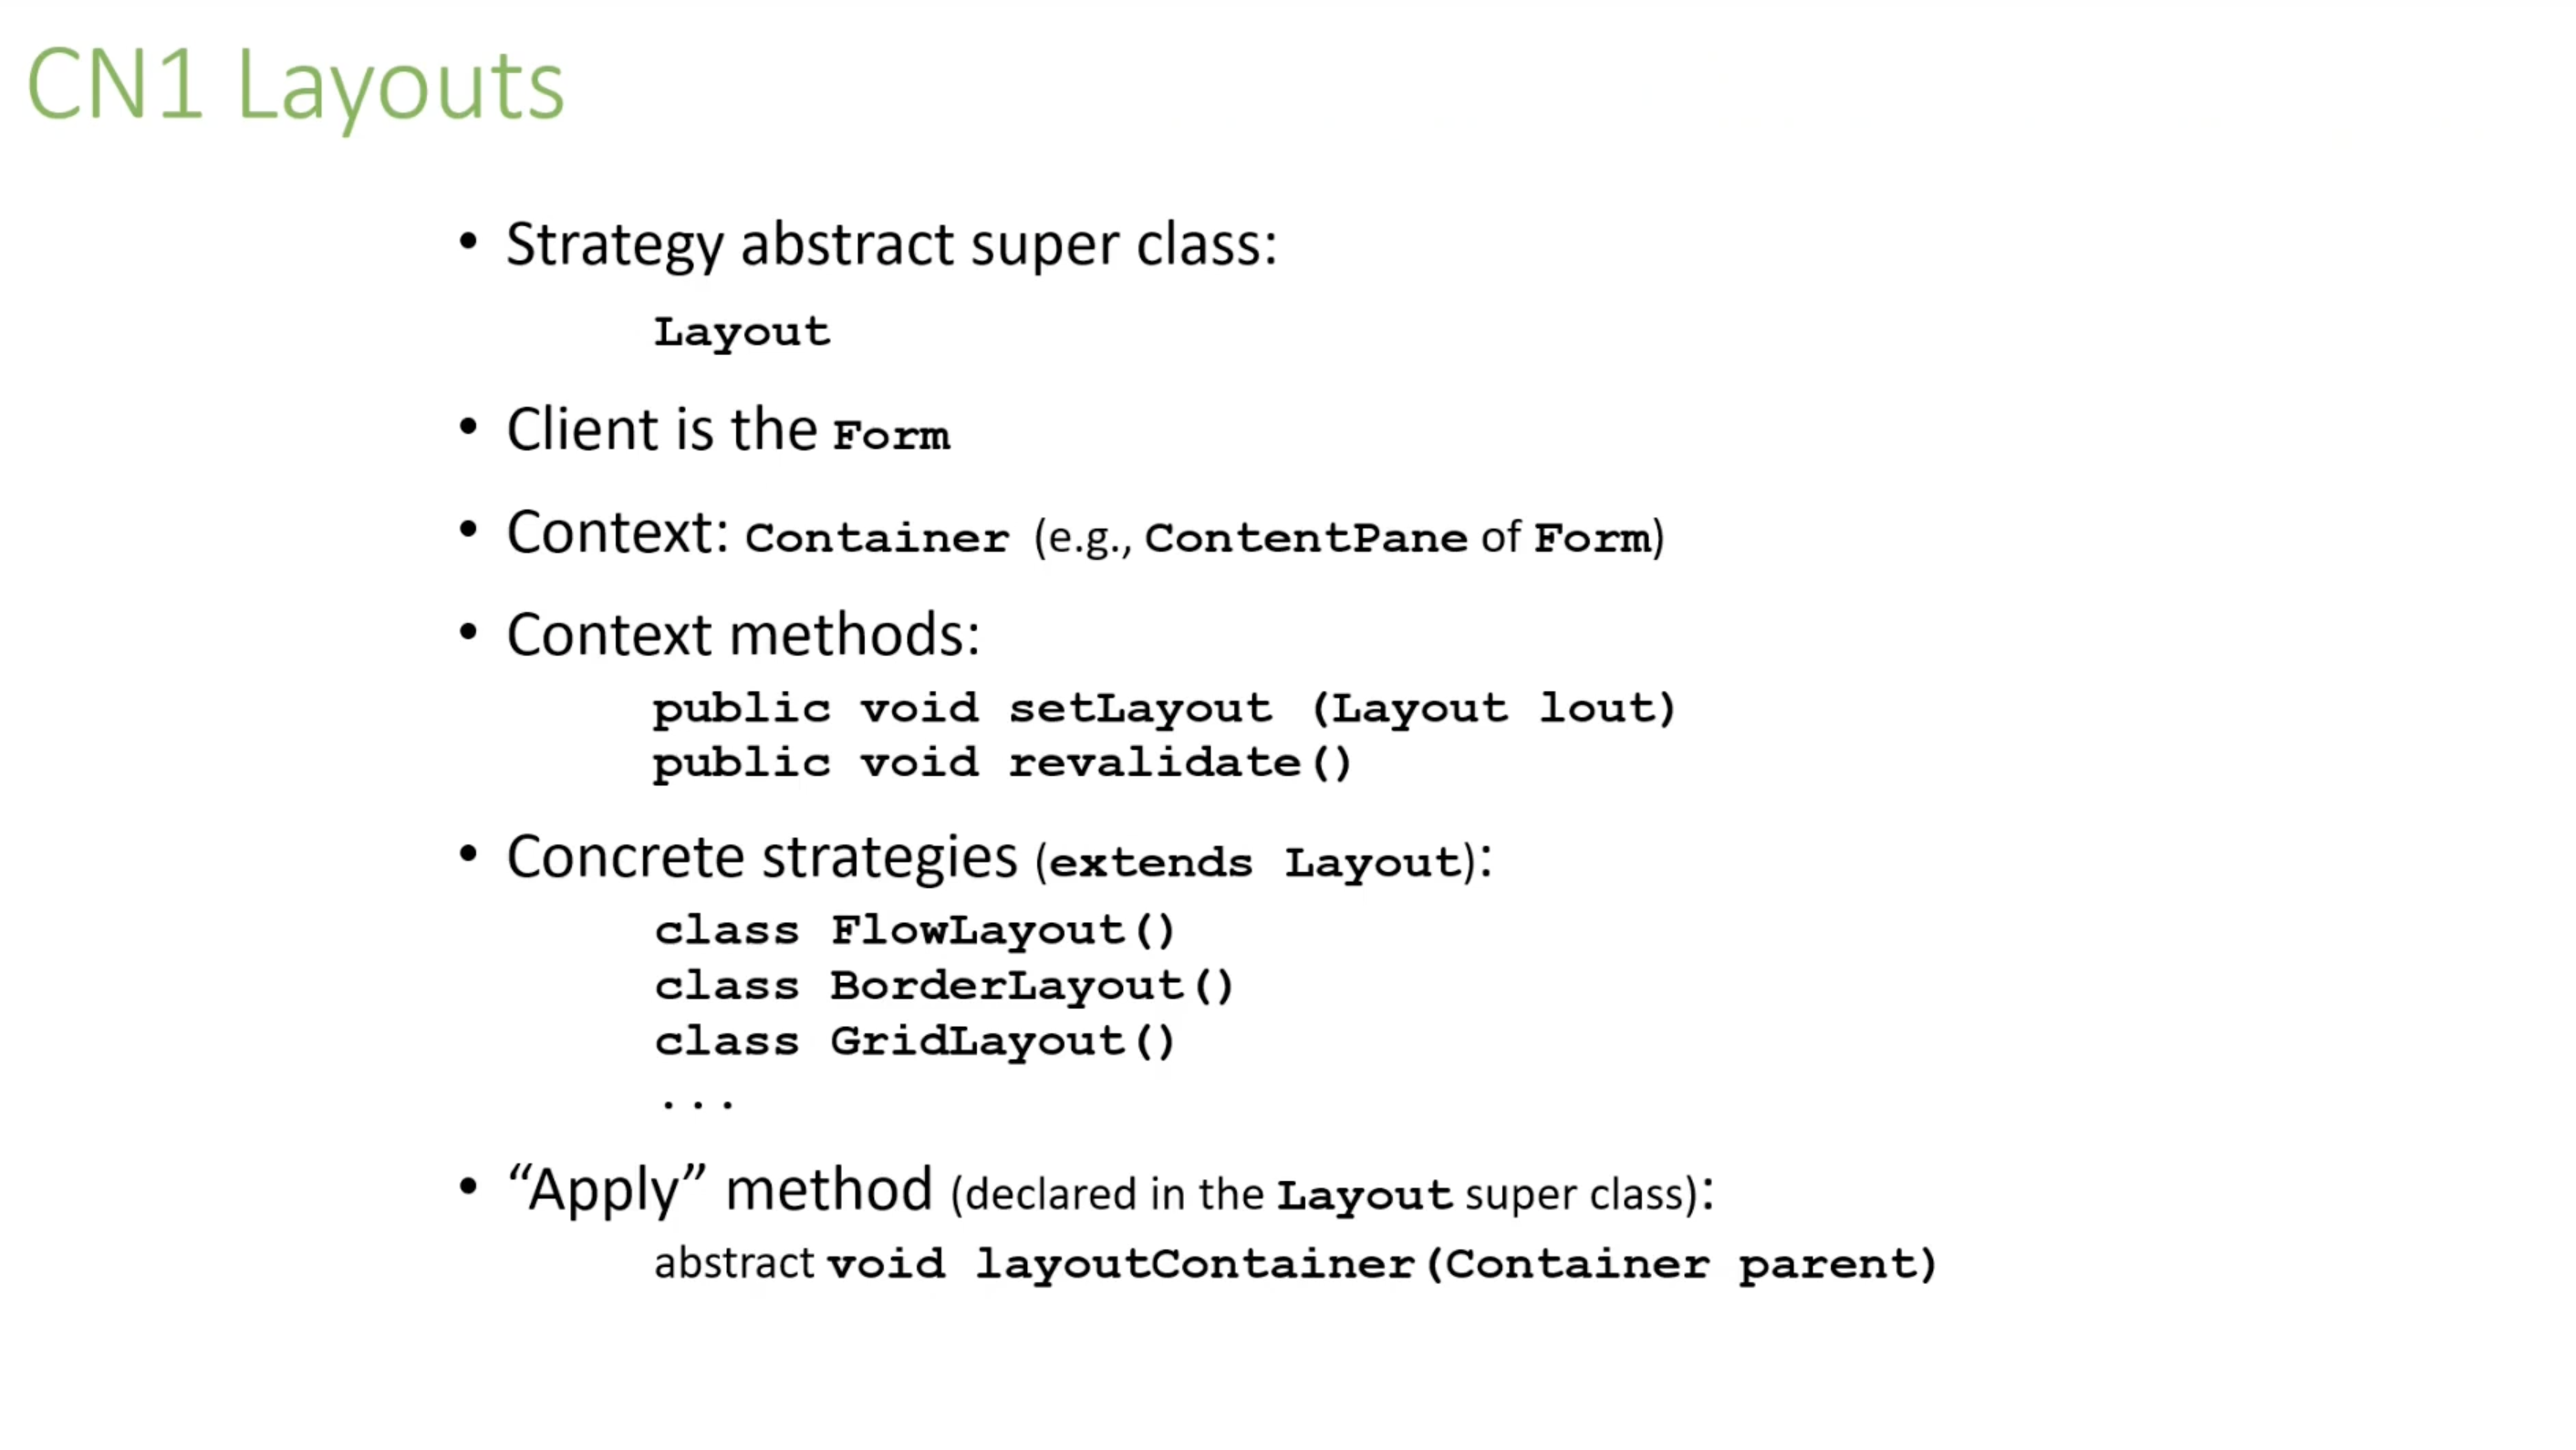 CN1 Layouts
• Strategy abstract super class:
Layout
• Client is the Form
• Context: Container (e.g., ContentPane of Form)
• Context methods:
public void setLayout (Layout lout)
public void revalidate()
• Concrete strategies (extends Layout):
class FlowLayout()
class BorderLayout()
class GridLayout()
...
• “Apply” method (declared in the Layout super class):
abstract void layoutContainer(Container parent)